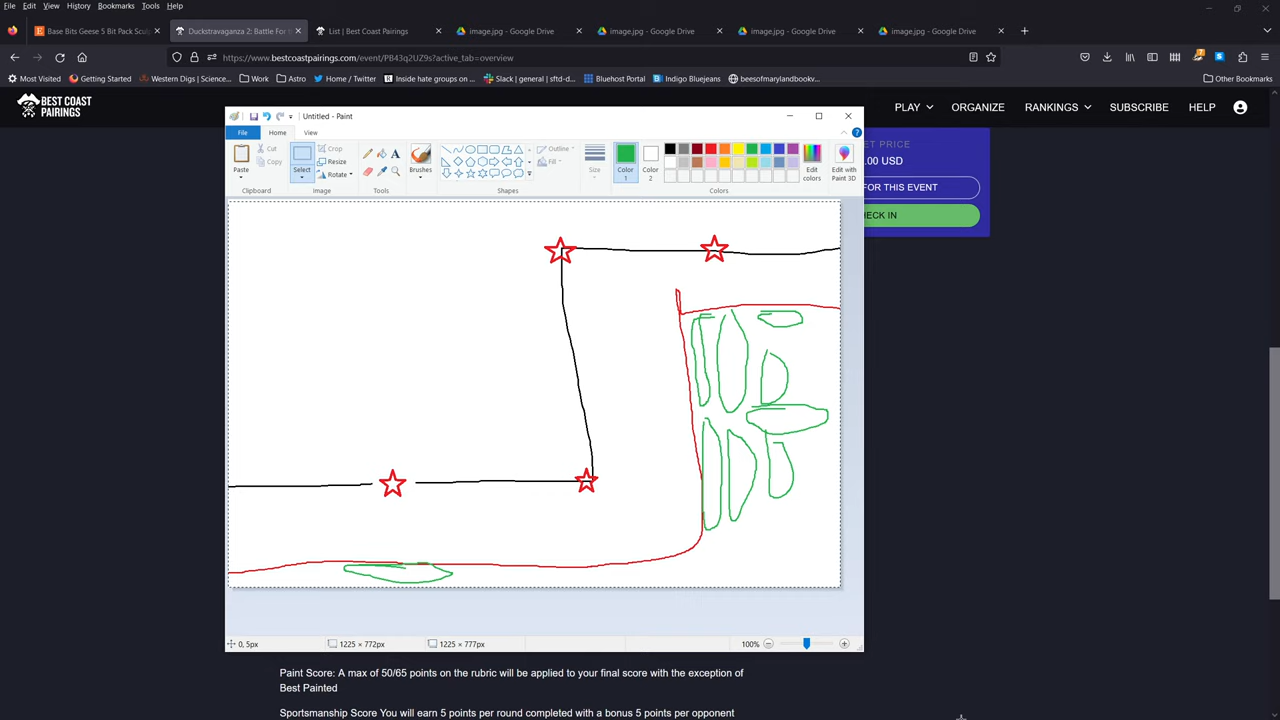 File Edit View History Bookmarks Tools Help
Base Bits Geese 5 Bit Pack Sculp
Duckstravaganza 2: Battle For th
List | Best Coast Pairings
image.jpg - Google Drive
image.jpg - Google Drive
image.jpg - Google Drive
image.jpg - Google Drive
https://www.bestcoastpairings.com/event/PB43q2UZ9s?active_tab=overview
Most Visited Getting Started Western Digs | Science... Work Astro Home / Twitter Inside hate groups on ... Slack | general | sftd-d... Bluehost Portal Indigo Bluejeans beesofmarylandbookv... Other Bookmarks
BEST COAST
PAIRINGS
PLAY ORGANIZE RANKINGS SUBSCRIBE HELP
Untitled - Paint
File Home View
Paste
Cut
Copy
Clipboard
Select
Crop
Resize
Rotate
Image
A
Tools
Brushes
Outline
Fill
Shapes
Size
Color
1
Color
2
Colors
Edit
colors
Edit with
Paint 3D
ET PRICE
.00 USD
FOR THIS EVENT
HECK IN
0, 5px
1225 × 772px
1225 × 777px
100%
Paint Score: A max of 50/65 points on the rubric will be applied to your final score with the exception of
Best Painted
Sportsmanship Score You will earn 5 points per round completed with a bonus 5 points per opponent